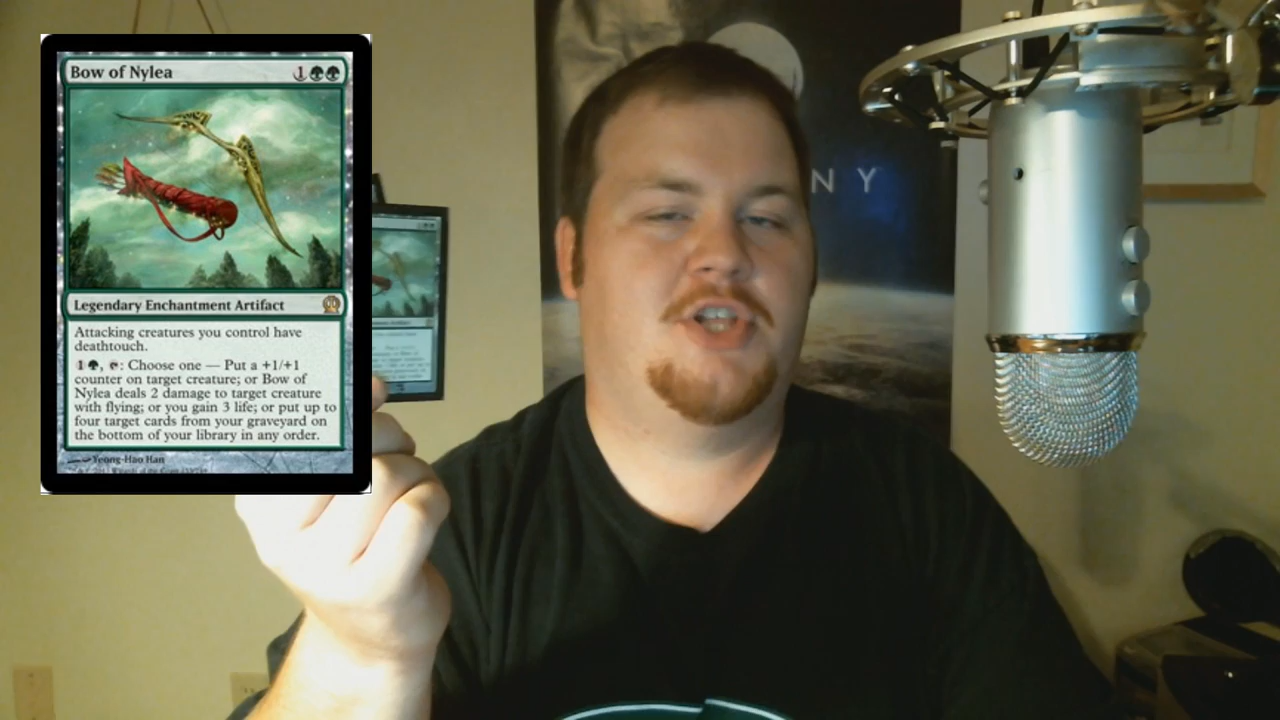 Bow of Nylea 1
Legendary Enchantment Artifact
Attacking creatures you control have
deathtouch.
1 , : Choose one — Put a +1/+1
counter on target creature; or Bow of
Nylea deals 2 damage to target creature
with flying; or you gain 3 life; or put up to
four target cards from your graveyard on
the bottom of your library in any order.
Yeong-Hao Han
NY